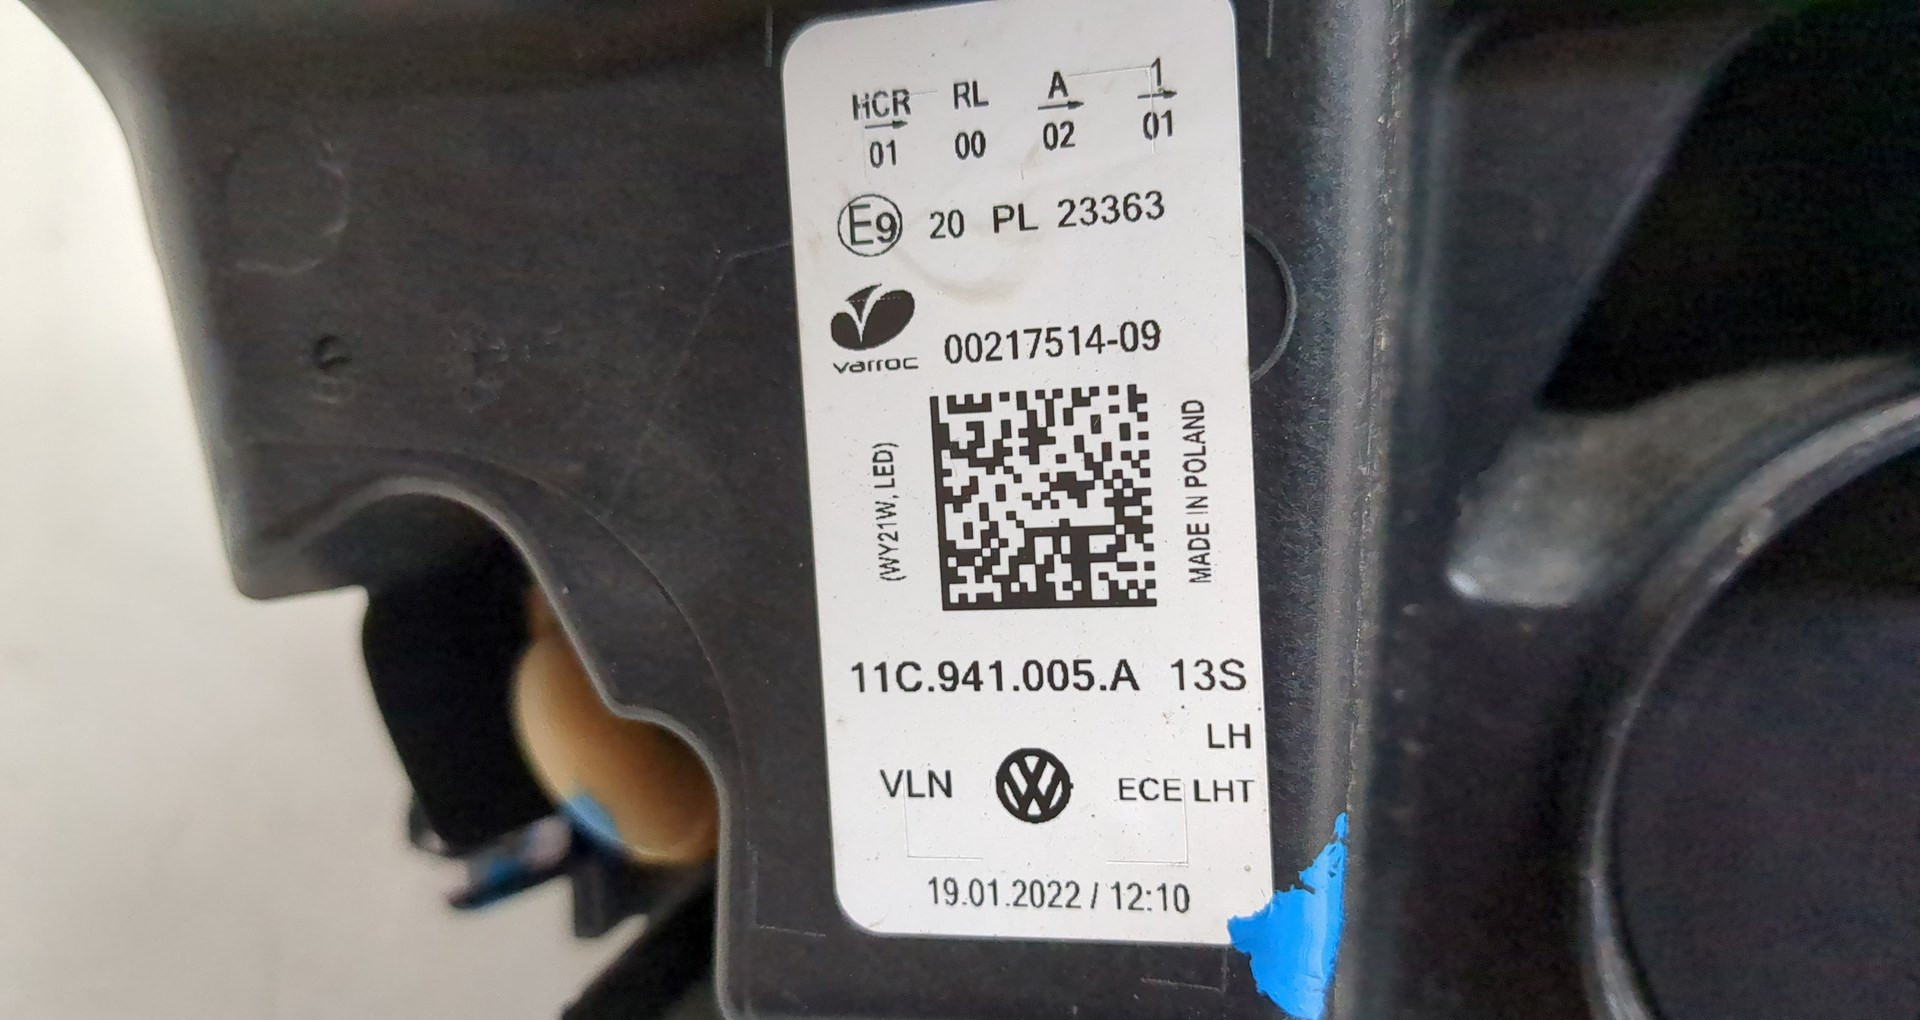 HCR RL A 1
01 00 02 01
E9 20 PL 23363
varroc 00217514-09
(WY21W, LED)
MADE IN POLAND
11C.941.005.A 13S
LH
VLN VW ECE LHT
19.01.2022 / 12:10